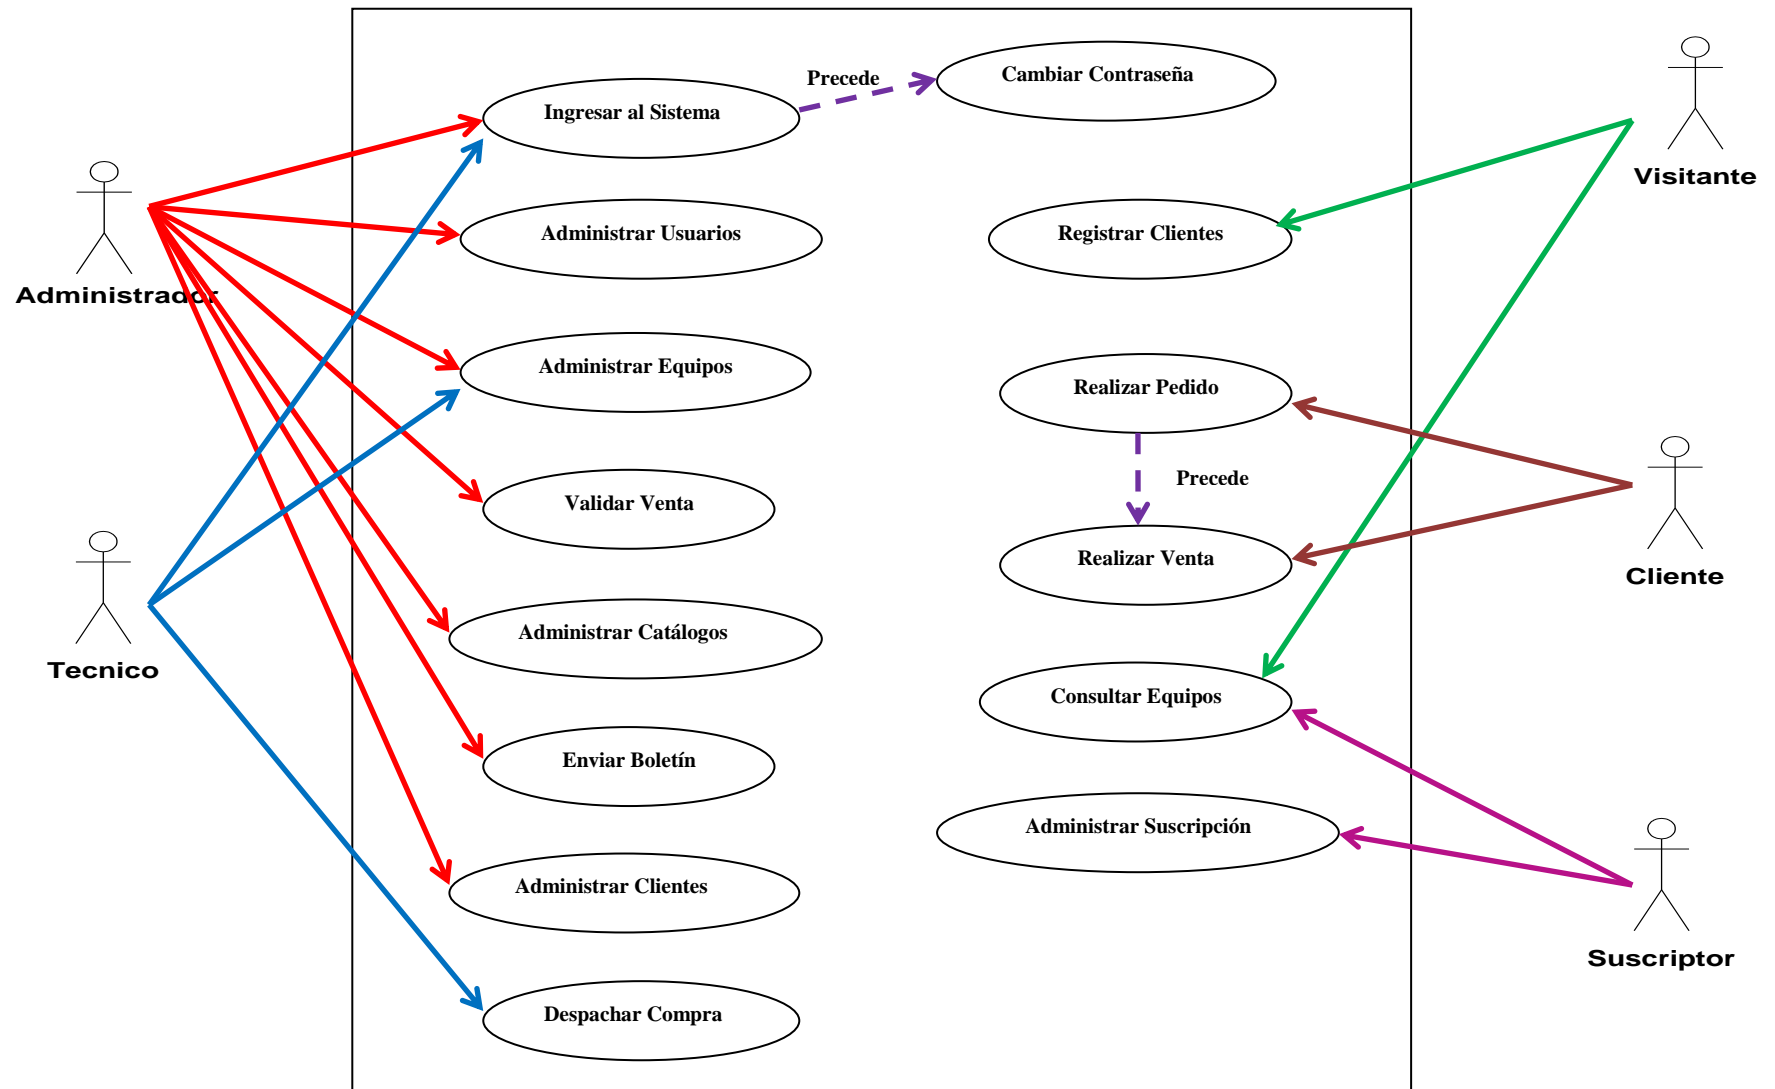 Precede
Cambiar Contraseña
Ingresar al Sistema
Visitante
Administrar Usuarios
Registrar Clientes
Administrador
Administrar Equipos
Realizar Pedido
Precede
Validar Venta
Realizar Venta
Cliente
Administrar Catálogos
Tecnico
Consultar Equipos
Enviar Boletín
Administrar Suscripción
Administrar Clientes
Suscriptor
Despachar Compra